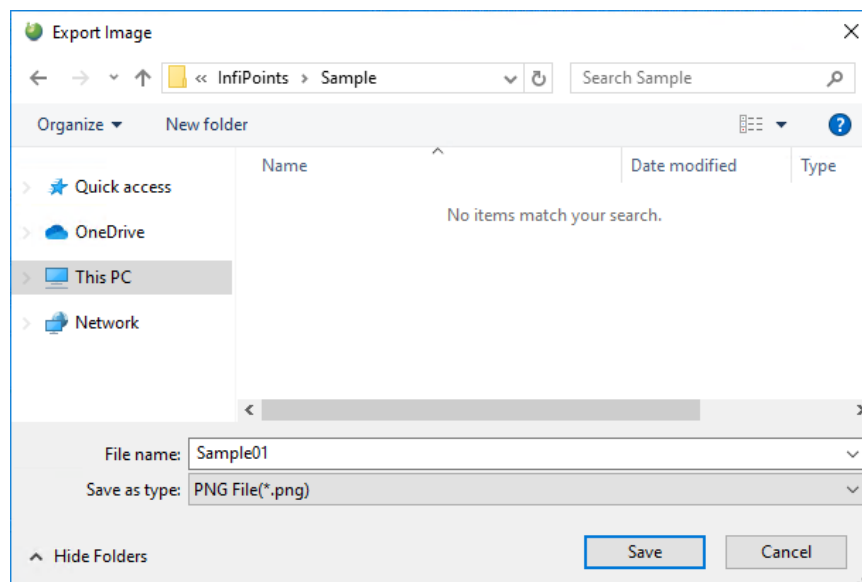 Export Image
« InfiPoints › Sample
Search Sample
Organize
New folder
?
Name
Date modified
Type
Quick access
No items match your search.
OneDrive
This PC
Network
File name: Sample01
Save as type: PNG File(*.png)
Hide Folders
Save
Cancel